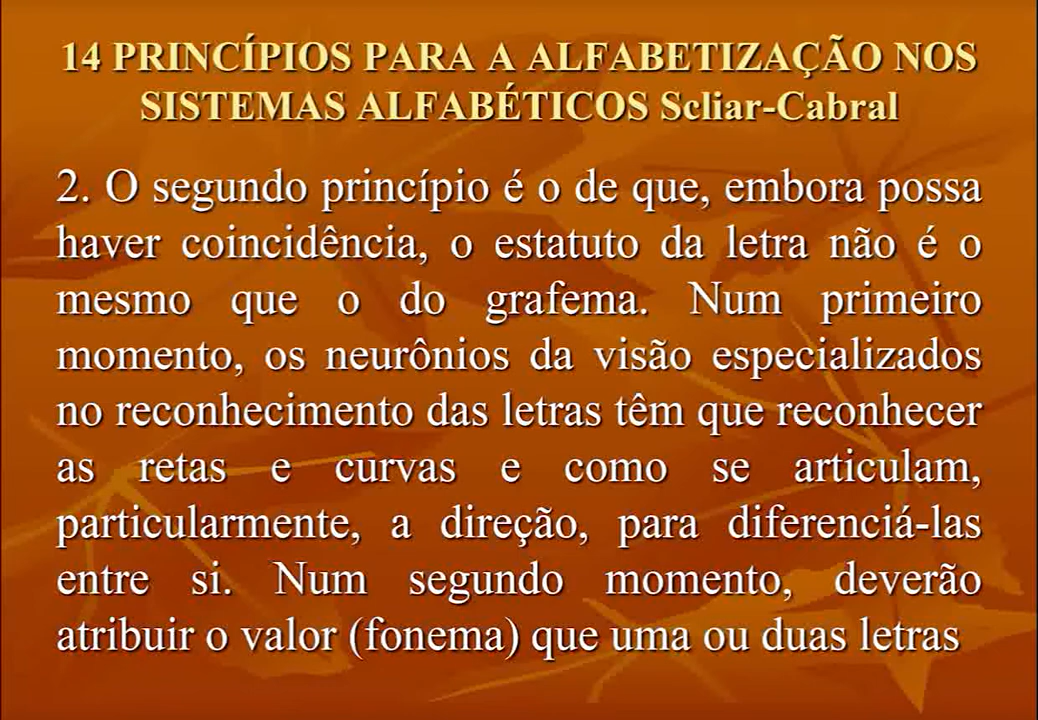 14 PRINCÍPIOS PARA A ALFABETIZAÇÃO NOS
SISTEMAS ALFABÉTICOS Scliar-Cabral
2. O segundo princípio é o de que, embora possa
haver coincidência, o estatuto da letra não é o
mesmo que o do grafema. Num primeiro
momento, os neurônios da visão especializados
no reconhecimento das letras têm que reconhecer
as retas e curvas e como se articulam,
particularmente, a direção, para diferenciá-las
entre si. Num segundo momento, deverão
atribuir o valor (fonema) que uma ou duas letras